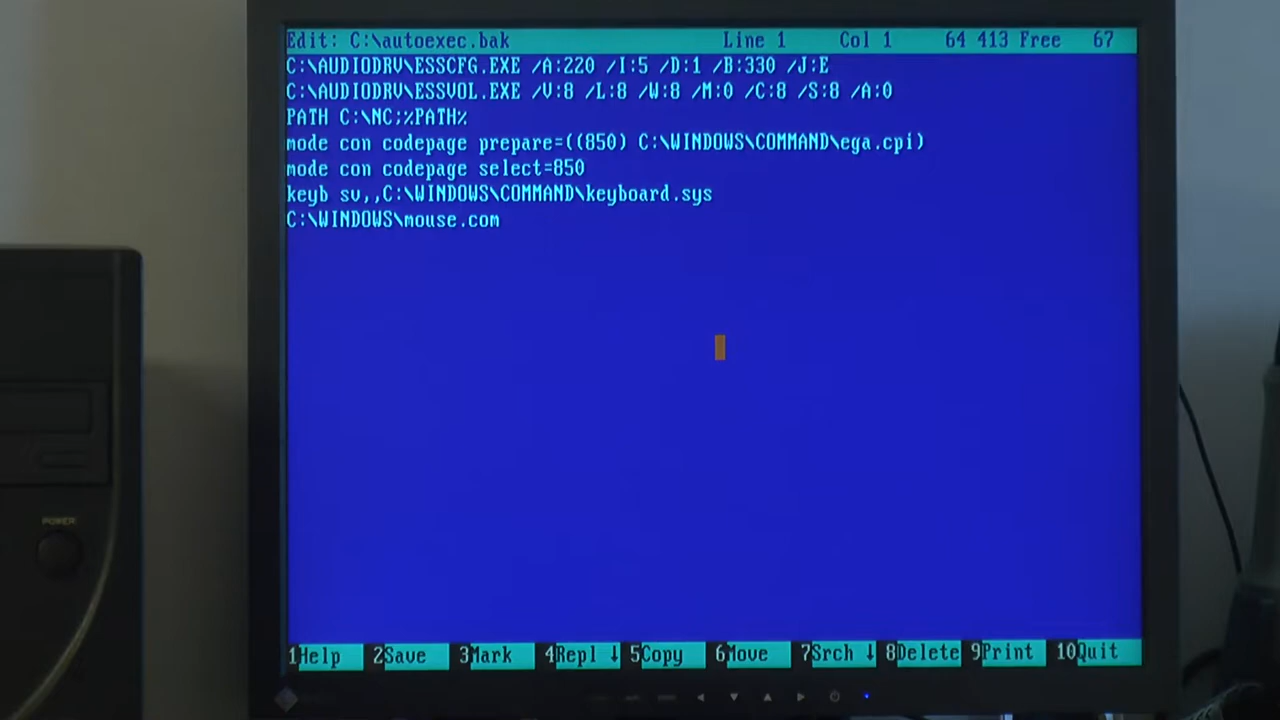 Edit: C:\autoexec.bak Line 1 Col 1 64 413 Free 67
C:\AUDIODRV\ESSCFG.EXE /A:220 /I:5 /D:1 /B:330 /J:E
C:\AUDIODRV\ESSVOL.EXE /V:8 /L:8 /W:8 /M:0 /C:8 /S:8 /A:0
PATH C:\NC;%PATH%
mode con codepage prepare=((850) C:\WINDOWS\COMMAND\ega.cpi)
mode con codepage select=850
keyb sv,,C:\WINDOWS\COMMAND\keyboard.sys
C:\WINDOWS\mouse.com
POWER
1Help 2Save 3Mark 4Repl ↓ 5Copy 6Move 7Srch ↓ 8Delete 9Print 10Quit